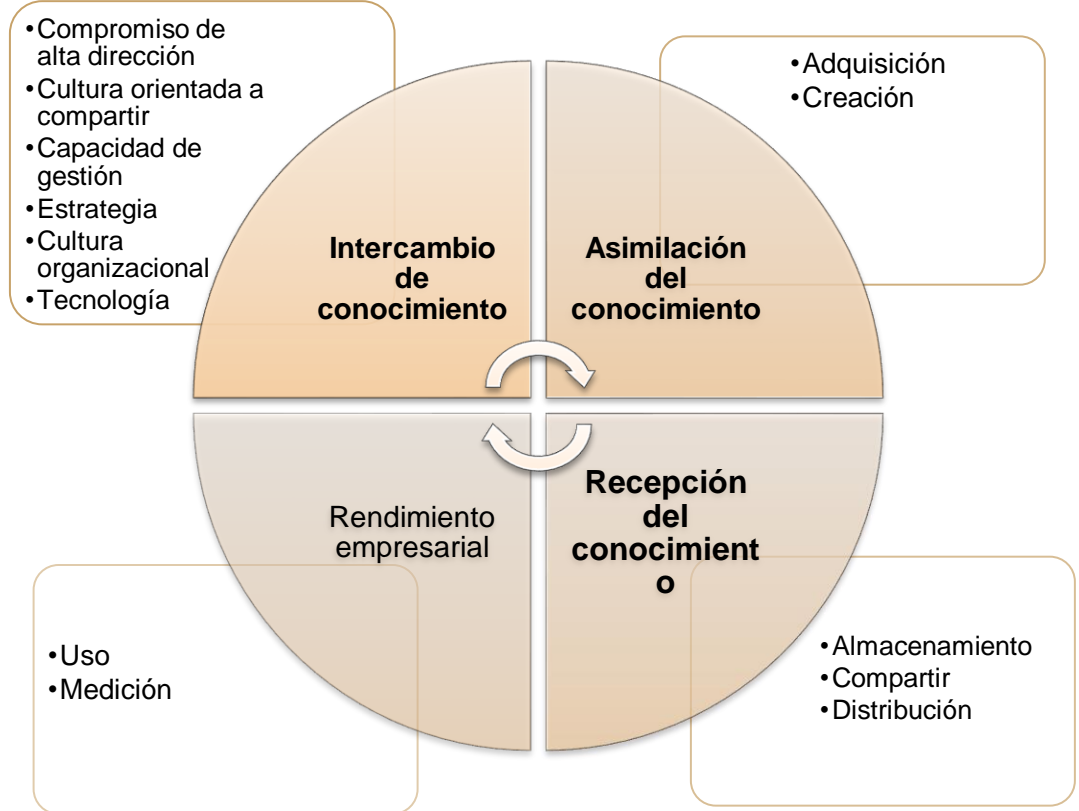 •Compromiso de
alta dirección
•Cultura orientada a
compartir
•Capacidad de
gestión
•Estrategia
•Cultura
organizacional
•Tecnología
•Adquisición
•Creación
Intercambio
de
conocimiento
Asimilación
del
conocimiento
Rendimiento
empresarial
Recepción
del
conocimient
o
•Uso
•Medición
•Almacenamiento
•Compartir
•Distribución